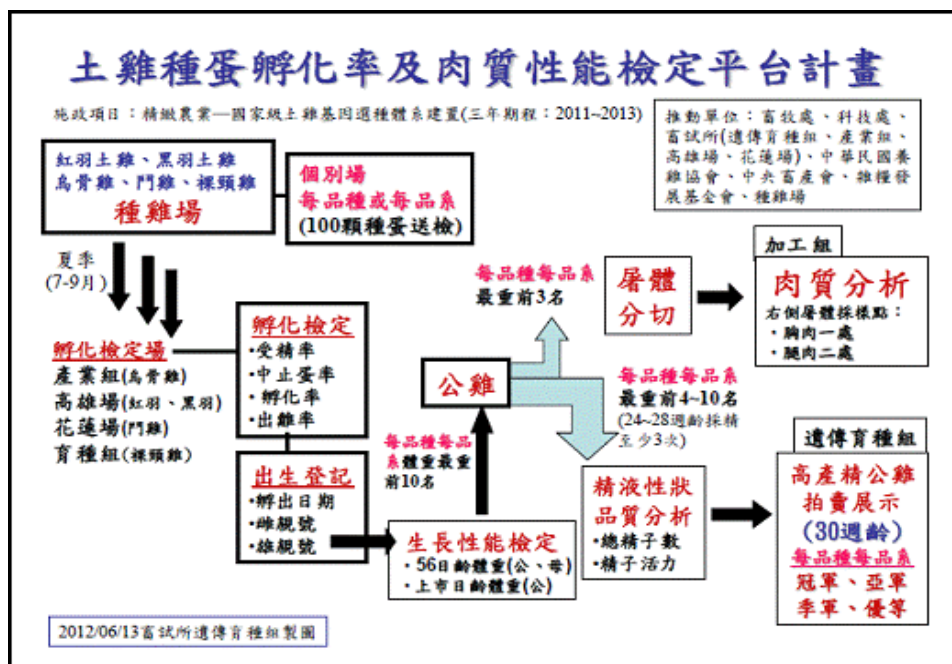 土雞種蛋孵化率及肉質性能檢定平台計畫
施政項目：精緻農業—國家級土雞基因選種體系建置(三年期程：2011~2013)
推動單位：畜牧處、科技處、
畜試所(遺傳育種組、產業組、
高雄場、花蓮場)、中華民國養
雞協會、中央畜產會、雜糧發
展基金會、種雞場
紅羽土雞、黑羽土雞
烏骨雞、鬥雞、裸頸雞
種雞場
個別場
每品種或每品系
(100顆種蛋送檢)
夏季
(7-9月)
孵化檢定場
產業組(烏骨雞)
高雄場(紅羽、黑羽)
花蓮場(鬥雞)
育種組(裸頸雞)
孵化檢定
•受精率
•中止蛋率
•孵化率
•出雛率
出生登記
•孵出日期
•雌親號
•雄親號
生長性能檢定
•56日齡體重(公、母)
•上市日齡體重(公)
每品種每品
系體重最重
前10名
公雞
每品種每品系
最重前3名
屠體
分切
加工組
肉質分析
右側屠體採樣點：
•胸肉一處
•腿肉二處
每品種每品系
最重前4~10名
(24~28週齡採精
至少3次)
精液性狀
品質分析
•總精子數
•精子活力
遺傳育種組
高產精公雞
拍賣展示
(30週齡)
每品種每品系
冠軍、亞軍
季軍、優等
2012/06/13畜試所遺傳育種組製圖